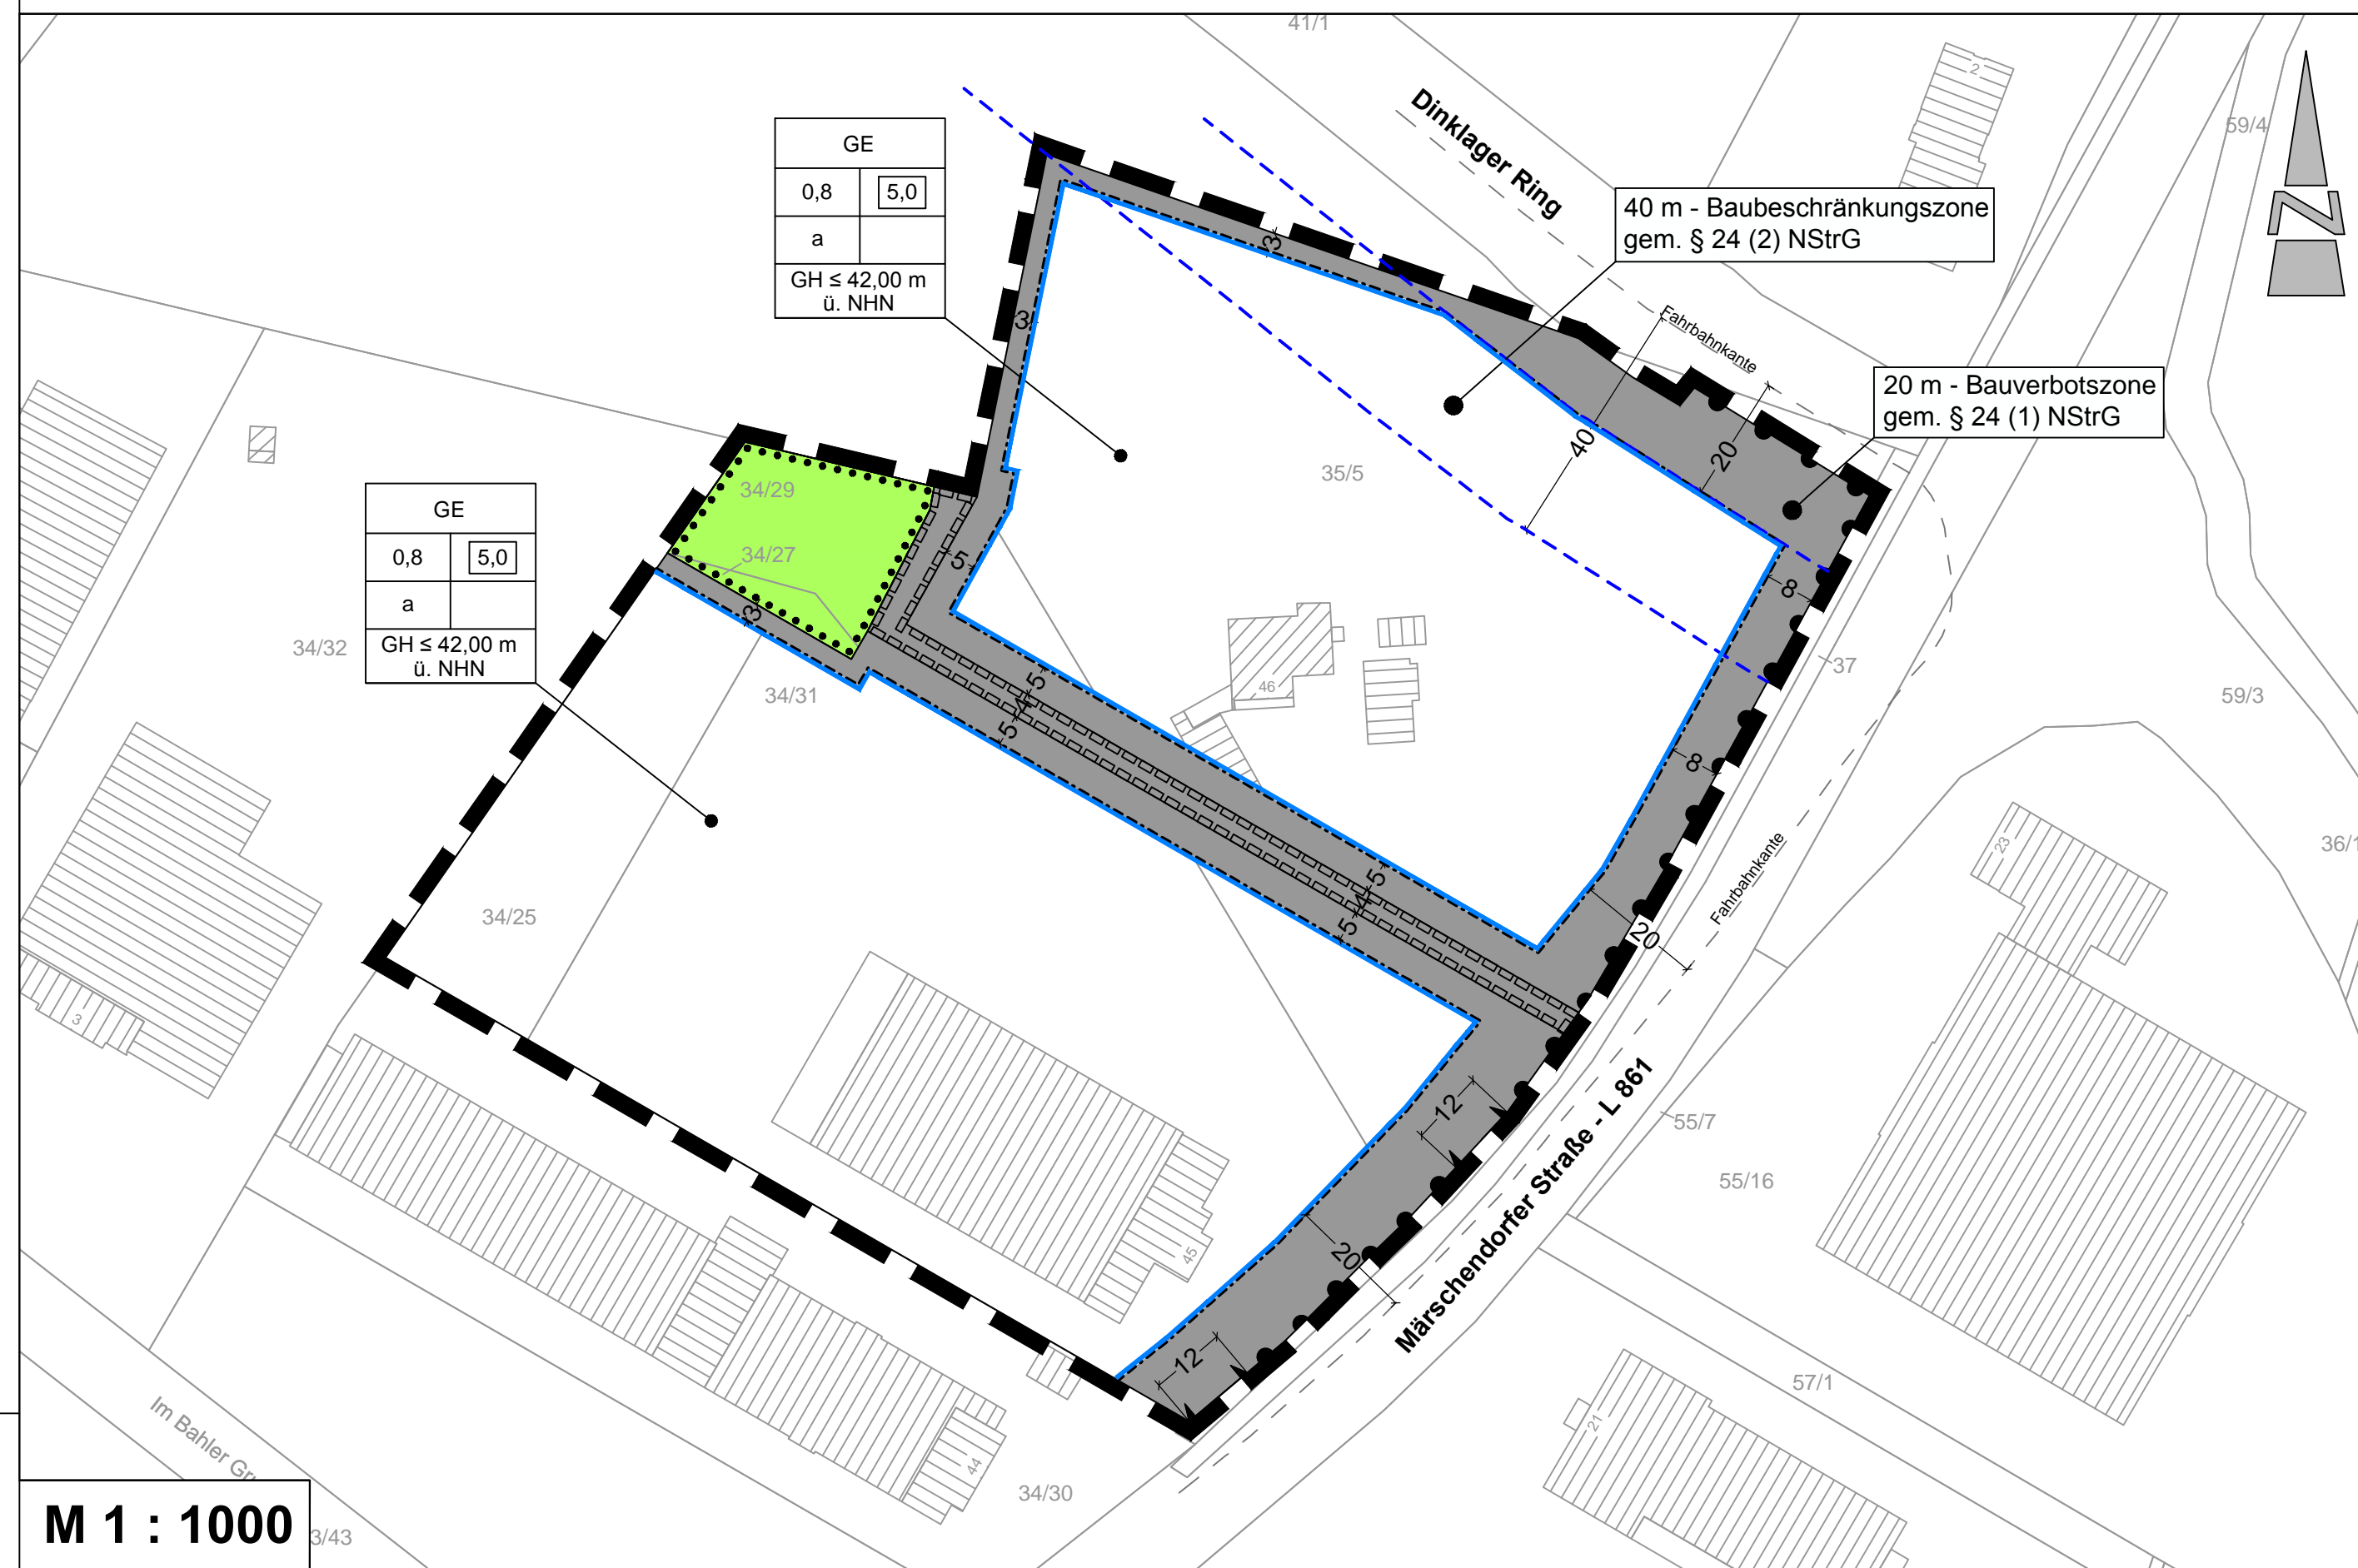 41/1
2
59/4
Dinklager Ring
GE
0,8 5,0
a
GH ≤ 42,00 m
ü. NHN
40 m - Baubeschränkungszone
gem. § 24 (2) NStrG
3
3
Fahrbahnkante
20 m - Bauverbotszone
gem. § 24 (1) NStrG
40
20
35/5
34/29
GE
0,8 5,0
a
GH ≤ 42,00 m
ü. NHN
34/27
5
8
3
34/32
37
34/31
46
59/3
5
4
5
8
36/1
23
Fahrbahnkante
5
4
5
34/25
20
3
12
Märschendorfer Straße - L 861
55/7
55/16
45
20
12
57/1
21
Im Bahler Gru
44
34/30
M 1 : 1000
3/43
N